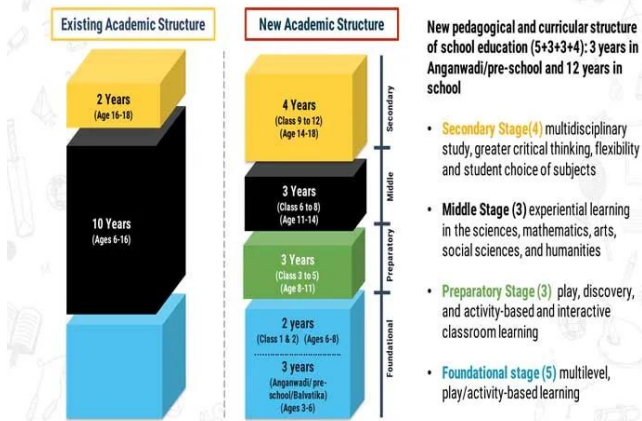 Existing Academic Structure
New Academic Structure
2 Years
(Age 16-18)
10 Years
(Ages 6-16)
4 Years
(Class 9 to 12)
(Age 14-18)
3 Years
(Class 6 to 8)
(Age 11-14)
3 Years
(Class 3 to 5)
(Age 8-11)
2 years
(Class 1 & 2) (Ages 6-8)
3 years
(Anganwadi/ pre-
school/Balvatika)
(Ages 3-6)
Secondary
Middle
Preparatory
Foundational
New pedagogical and curricular structure
of school education (5+3+3+4): 3 years in
Anganwadi/pre-school and 12 years in
school
• Secondary Stage(4) multidisciplinary
study, greater critical thinking, flexibility
and student choice of subjects
• Middle Stage (3) experiential learning
in the sciences, mathematics, arts,
social sciences, and humanities
• Preparatory Stage (3) play, discovery,
and activity-based and interactive
classroom learning
• Foundational stage (5) multilevel,
play/activity-based learning